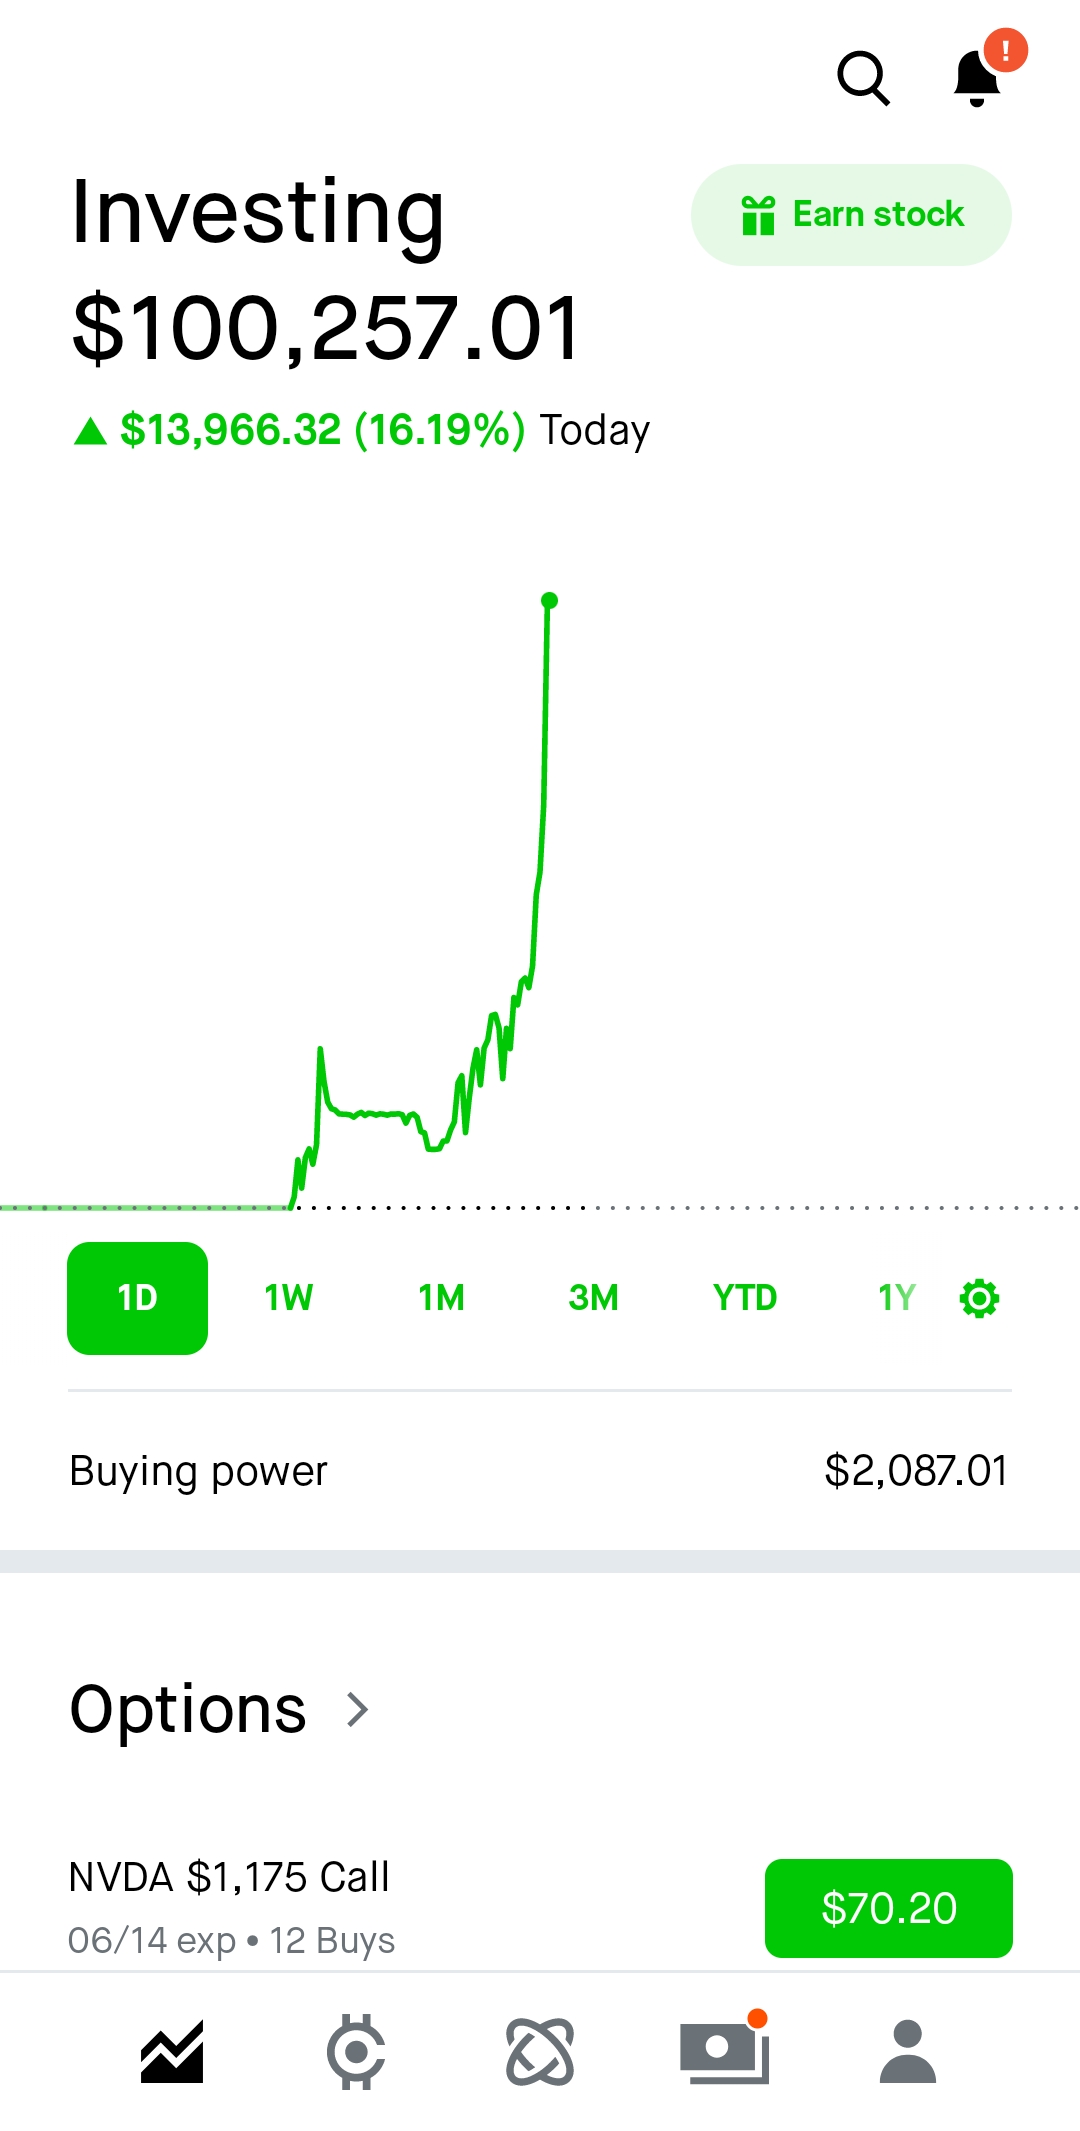 !
Investing
Earn stock
$100,257.01
▲ $13,966.32 (16.19%) Today
1D 1W 1M 3M YTD 1Y
Buying power $2,087.01
Options >
NVDA $1,175 Call
06/14 exp • 12 Buys
$70.20